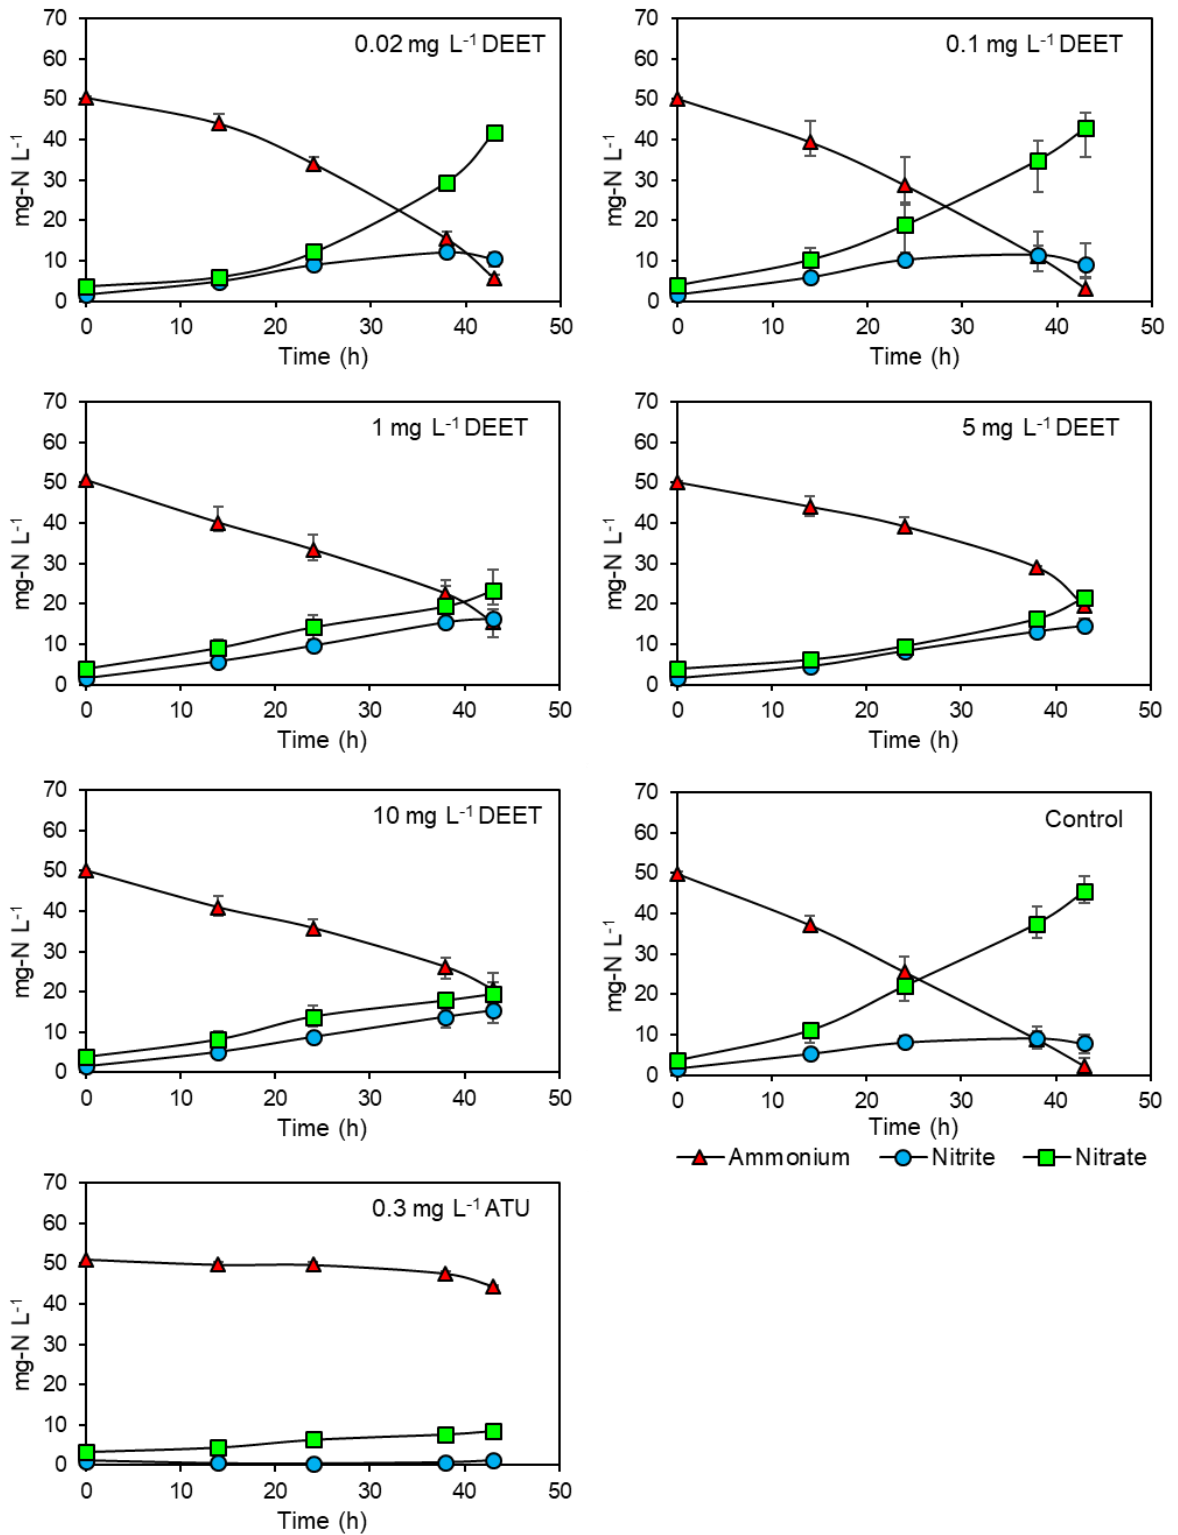 0.02 mg L⁻¹ DEET
mg-N L⁻¹
70
60
50
40
30
20
10
0
0 10 20 30 40 50
Time (h)
0.1 mg L⁻¹ DEET
mg-N L⁻¹
70
60
50
40
30
20
10
0
0 10 20 30 40 50
Time (h)
1 mg L⁻¹ DEET
mg-N L⁻¹
70
60
50
40
30
20
10
0
0 10 20 30 40 50
Time (h)
5 mg L⁻¹ DEET
mg-N L⁻¹
70
60
50
40
30
20
10
0
0 10 20 30 40 50
Time (h)
10 mg L⁻¹ DEET
mg-N L⁻¹
70
60
50
40
30
20
10
0
0 10 20 30 40 50
Time (h)
Control
mg-N L⁻¹
70
60
50
40
30
20
10
0
0 10 20 30 40 50
Time (h)
Ammonium Nitrite Nitrate
0.3 mg L⁻¹ ATU
mg-N L⁻¹
70
60
50
40
30
20
10
0
0 10 20 30 40 50
Time (h)